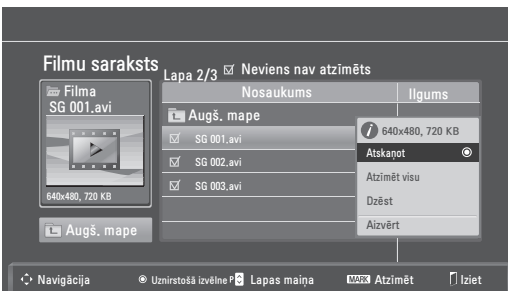 Filmu saraksts
Lapa 2/3 ☑ Neviens nav atzīmēts
Filma
SG 001.avi
640x480, 720 KB
Augš. mape
Nosaukums Ilgums
Augš. mape
SG 001.avi
SG 002.avi
SG 003.avi
640x480, 720 KB
Atskaņot
Atzīmēt visu
Dzēst
Aizvērt
Navigācija Uznirstošā izvēlne P Lapas maiņa MARK Atzīmēt Iziet